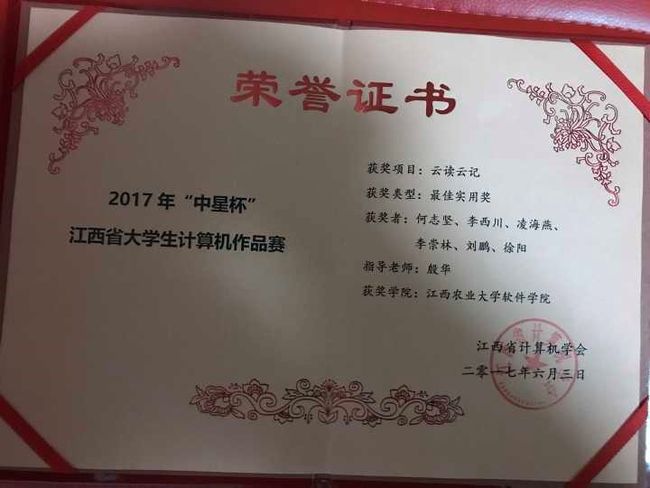 荣誉证书
2017年“中星杯”
江西省大学生计算机作品赛
获奖项目：云读云记
获奖类型：最佳实用奖
获奖者：何志坚、李西川、凌海燕、
李崇林、刘鹏、徐阳
指导老师：殷华
获奖学院：江西农业大学软件学院
江西省计算机学会
二零一七年六月三日